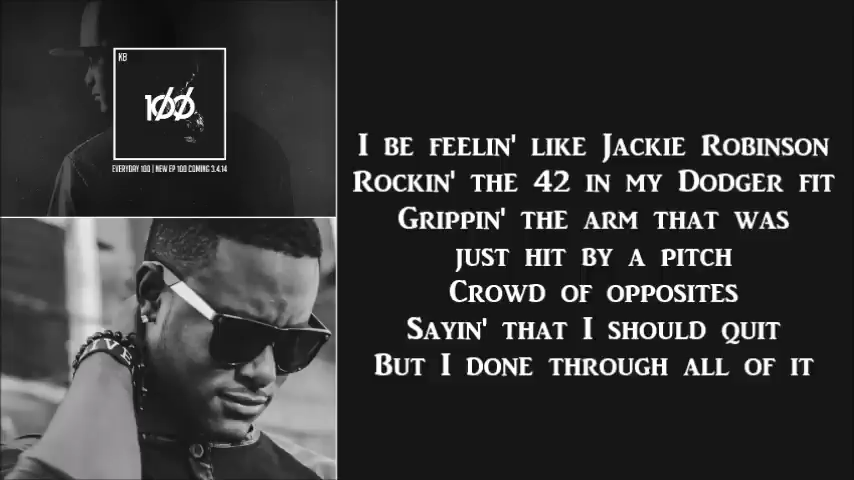 KB
100
EVERYDAY 100 | NEW EP 100 COMING 3.4.14
IVE
I BE FEELIN' LIKE JACKIE ROBINSON
ROCKIN' THE 42 IN MY DODGER FIT
GRIPPIN' THE ARM THAT WAS
JUST HIT BY A PITCH
CROWD OF OPPOSITES
SAYIN' THAT I SHOULD QUIT
BUT I DONE THROUGH ALL OF IT